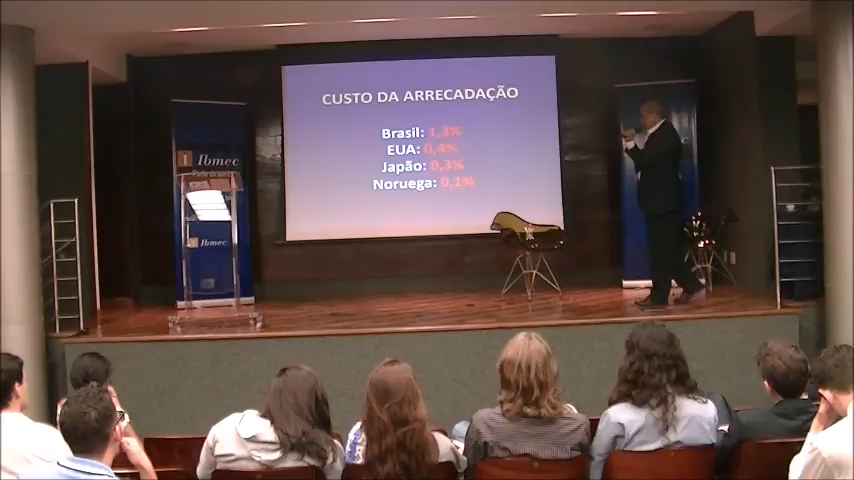 CUSTO DA ARRECADAÇÃO
Brasil: 1,3%
EUA: 0,4%
Japão: 0,3%
Noruega: 0,1%
Ibmec
Ibmec